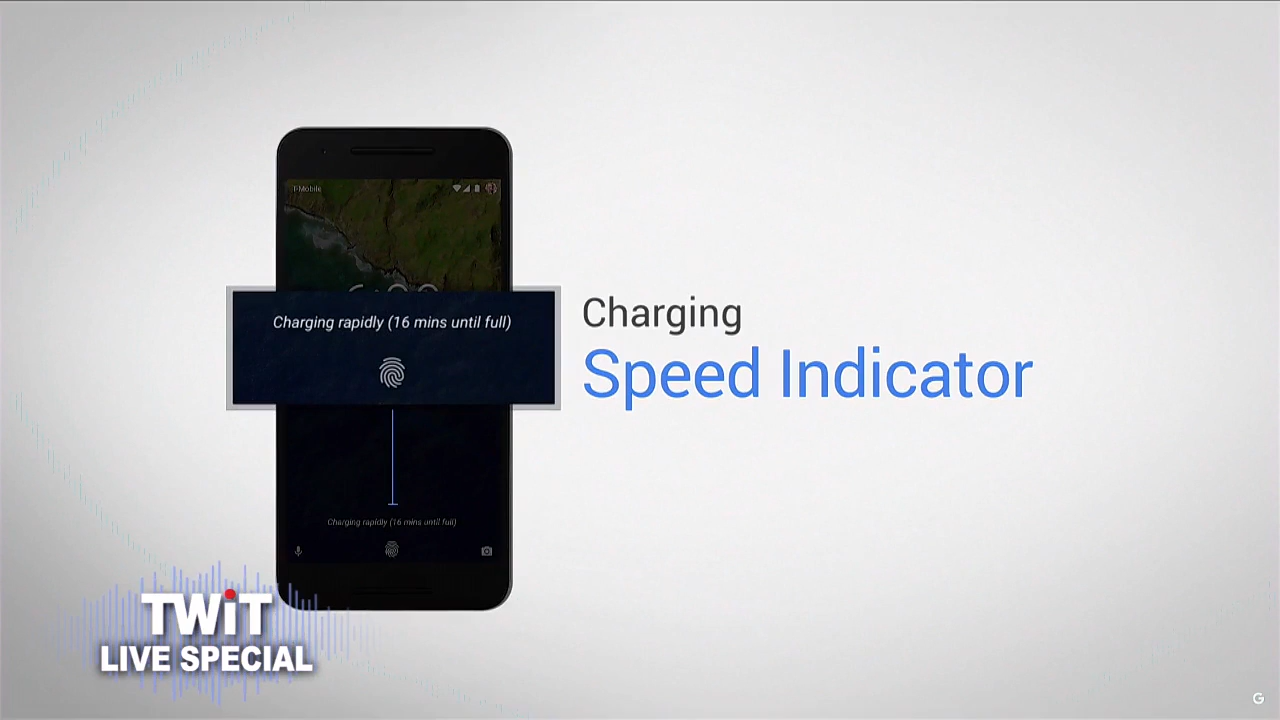 T-Mobile
Charging rapidly (16 mins until full)
Charging
Speed Indicator
Charging rapidly (16 mins until full)
TWiT
LIVE SPECIAL
G